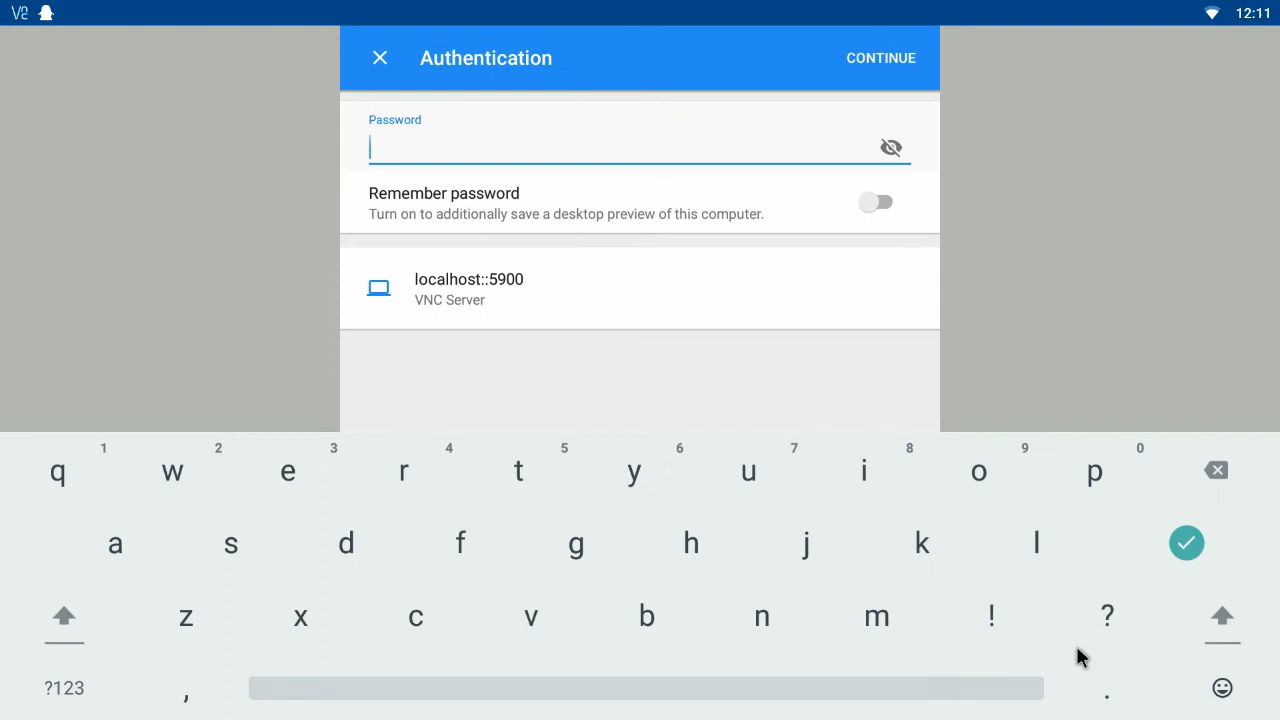 12:11
Authentication
CONTINUE
Password
Remember password
Turn on to additionally save a desktop preview of this computer.
localhost::5900
VNC Server
1 2 3 4 5 6 7 8 9 0
q w e r t y u i o p
a s d f g h j k l
z x c v b n m ! ?
?123 , .